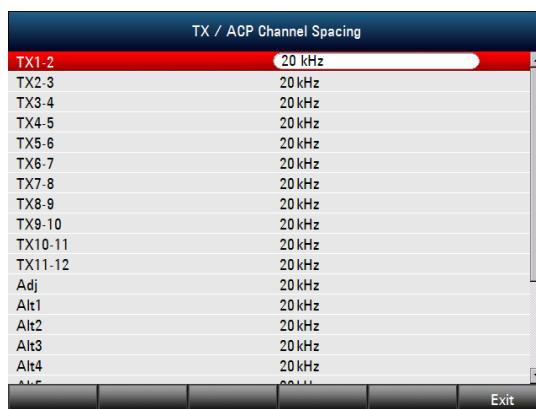 TX / ACP Channel Spacing
TX1-2 20 kHz
TX2-3 20 kHz
TX3-4 20 kHz
TX4-5 20 kHz
TX5-6 20 kHz
TX6-7 20 kHz
TX7-8 20 kHz
TX8-9 20 kHz
TX9-10 20 kHz
TX10-11 20 kHz
TX11-12 20 kHz
Adj 20 kHz
Alt1 20 kHz
Alt2 20 kHz
Alt3 20 kHz
Alt4 20 kHz
Exit